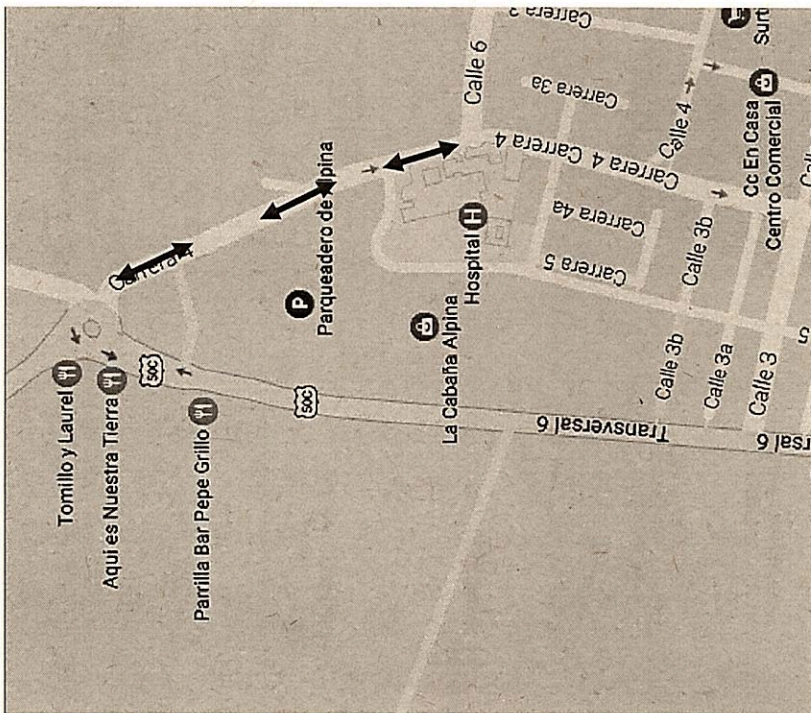 Tomillo y Laurel
Aqui es Nuestra Tierra
Parrilla Bar Pepe Grillo
50C
50C
Carrera 4
P
Parqueadero de Alpina
La Cabaña Alpina
Hospital
H
Calle 6
Carrera 3
Carrera 3a
Carrera 4
Carrera 4
Carrera 4a
Carrera 5
Calle 4
Calle 3b
Calle 3b
Calle 3a
Calle 3
Cc En Casa
Centro Comercial
Surt
Transversal 6
rsal 6
5